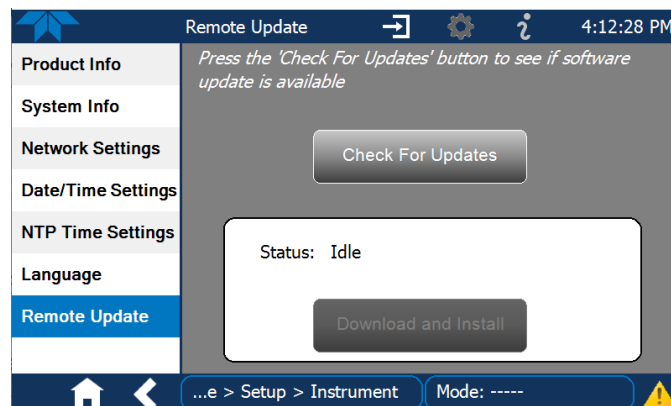 Remote Update
4:12:28 PM
Product Info
System Info
Network Settings
Date/Time Settings
NTP Time Settings
Language
Remote Update
Press the 'Check For Updates' button to see if software
update is available
Check For Updates
Status: Idle
Download and Install
...e > Setup > Instrument
Mode: -----